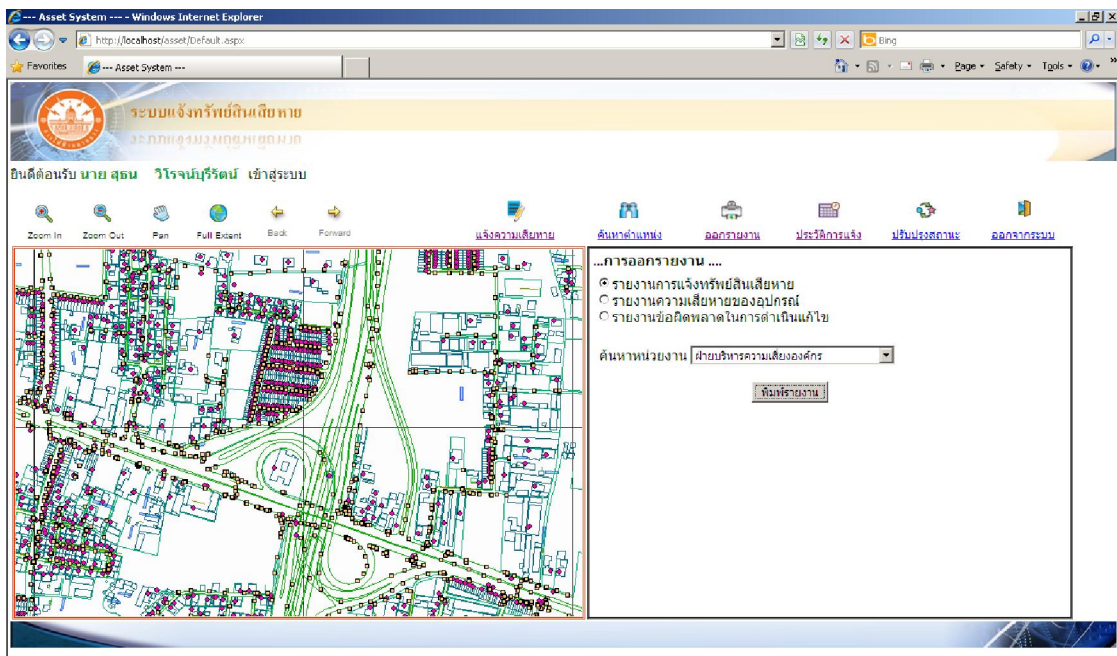 --- Asset System --- - Windows Internet Explorer
http://localhost/asset/Default.aspx
Bing
Favorites
--- Asset System ---
Page
Safety
Tools
ระบบแจ้งทรัพย์สินเสียหาย
ยินดีต้อนรับ นาย สุธน วิโรจน์บุรีรัตน์ เข้าสู่ระบบ
Zoom In Zoom Out Pan Full Extent Back Forward แจ้งความเสียหาย ค้นหาตำแหน่ง ออกรายงาน ประวัติการแจ้ง ปรับปรุงสถานะ ออกจากระบบ
...การออกรายงาน ....
รายงานการแจ้งทรัพย์สินเสียหาย
รายงานความเสียหายของอุปกรณ์
รายงานข้อผิดพลาดในการดำเนินแก้ไข
ค้นหาหน่วยงาน ฝ่ายบริหารความเสี่ยงองค์กร
พิมพ์รายงาน